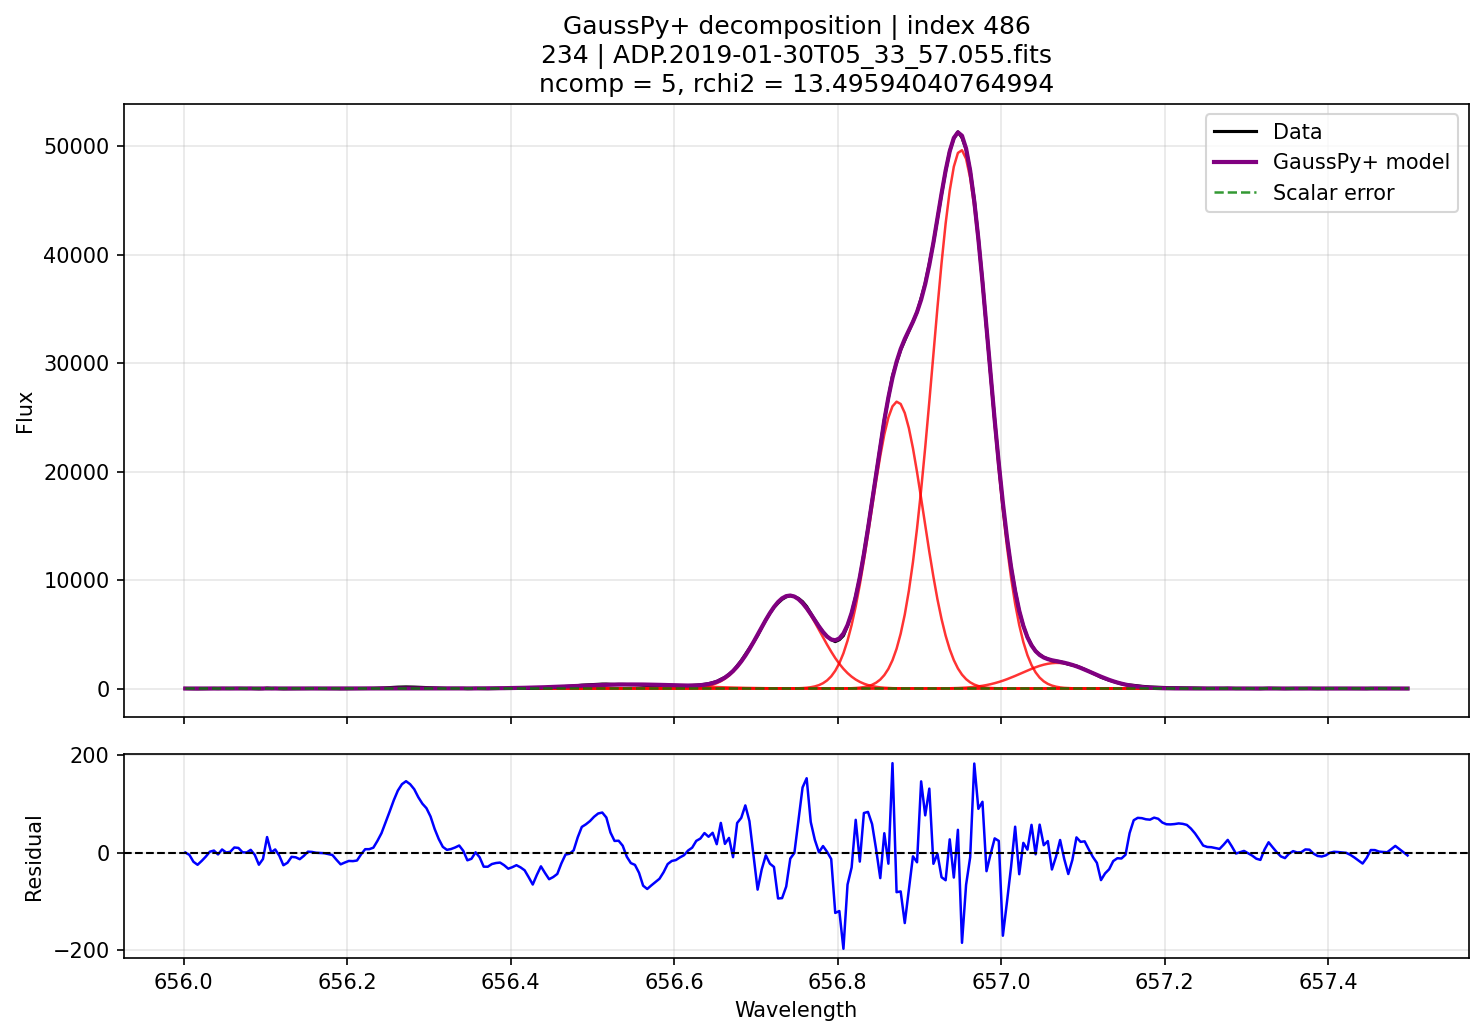 GaussPy+ decomposition | index 486
234 | ADP.2019-01-30T05_33_57.055.fits
ncomp = 5, rchi2 = 13.49594040764994
Data
GaussPy+ model
Scalar error
50000
40000
30000
20000
10000
0
Flux
200
0
−200
Residual
656.0
656.2
656.4
656.6
656.8
657.0
657.2
657.4
Wavelength